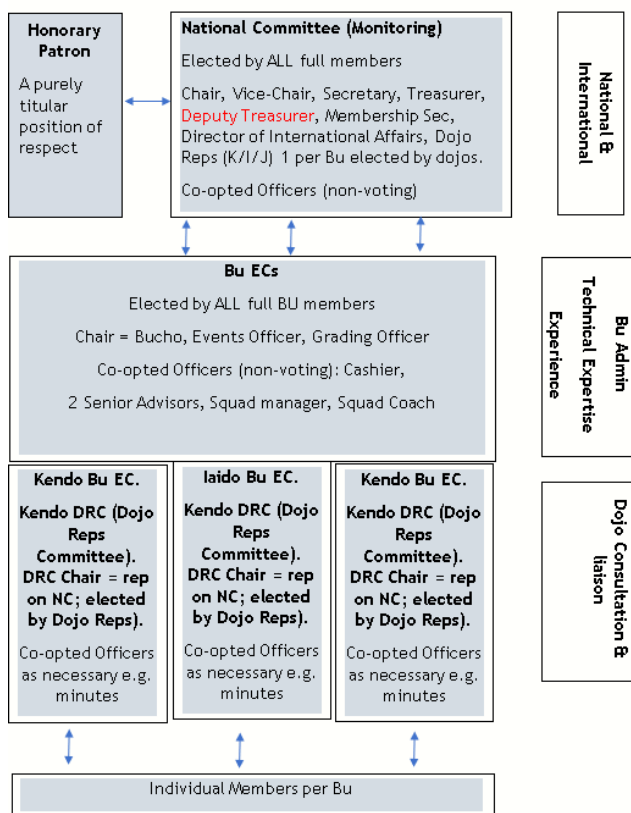 Honorary
Patron
A purely
titular
position of
respect
National Committee (Monitoring)
Elected by ALL full members
Chair, Vice-Chair, Secretary, Treasurer,
Deputy Treasurer, Membership Sec,
Director of International Affairs, Dojo
Reps (K/I/J) 1 per Bu elected by dojos.
Co-opted Officers (non-voting)
National &
International
Bu ECs
Elected by ALL full BU members
Chair = Bucho, Events Officer, Grading Officer
Co-opted Officers (non-voting): Cashier,
2 Senior Advisors, Squad manager, Squad Coach
Bu Admin
Technical Expertise
Experience
Kendo Bu EC.
Kendo DRC (Dojo
Reps
Committee).
DRC Chair = rep
on NC; elected
by Dojo Reps).
Co-opted Officers
as necessary e.g.
minutes
Iaido Bu EC.
Kendo DRC (Dojo
Reps
Committee).
DRC Chair = rep
on NC; elected
by Dojo Reps).
Co-opted Officers
as necessary e.g.
minutes
Kendo Bu EC.
Kendo DRC (Dojo
Reps
Committee).
DRC Chair = rep
on NC; elected
by Dojo Reps).
Co-opted Officers
as necessary e.g.
minutes
Dojo Consultation &
liaison
Individual Members per Bu